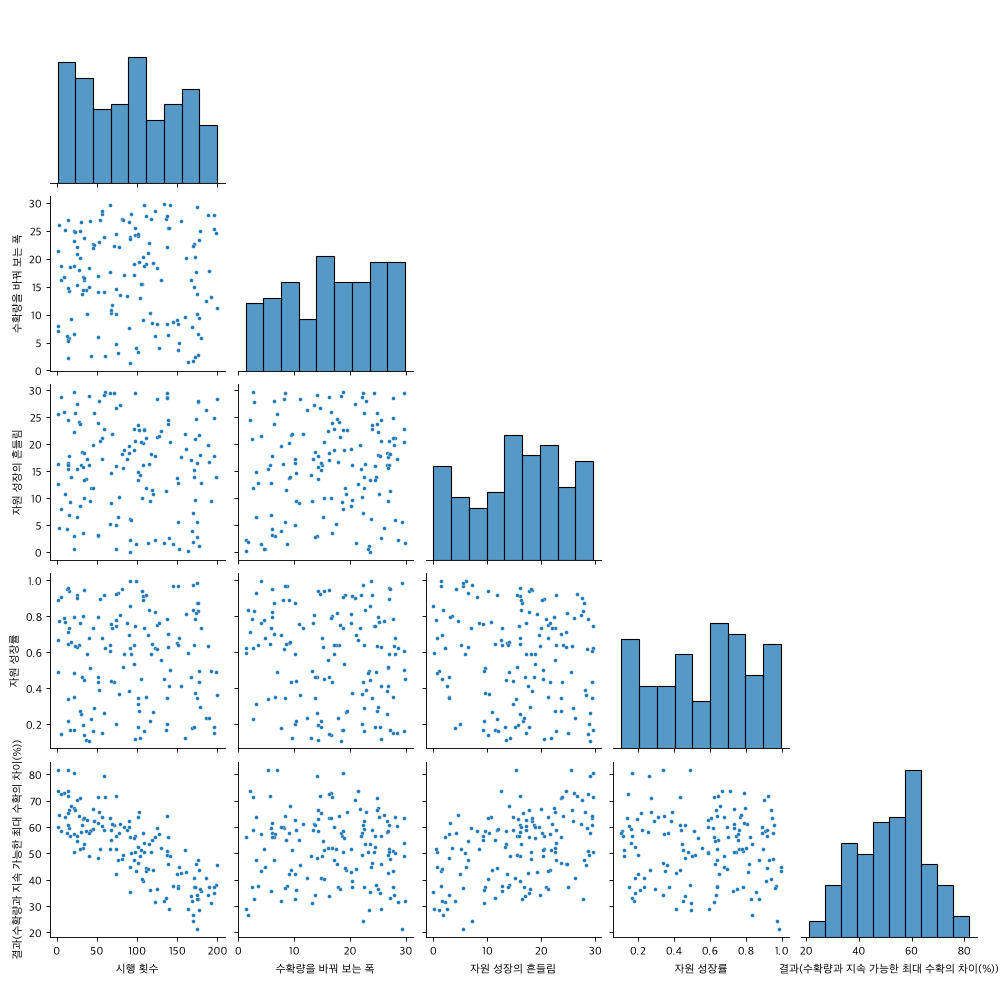 수확량을 바꿔 보는 폭
30
25
20
15
10
5
0
자원 성장의 흔들림
30
25
20
15
10
5
0
자원 성장률
1.0
0.8
0.6
0.4
0.2
결과(수확량과 지속 가능한 최대 수확의 차이(%))
80
70
60
50
40
30
20
0 50 100 150 200
시행 횟수
0 10 20 30
수확량을 바꿔 보는 폭
0 10 20 30
자원 성장의 흔들림
0.2 0.4 0.6 0.8 1.0
자원 성장률
20 40 60 80
결과(수확량과 지속 가능한 최대 수확의 차이(%))